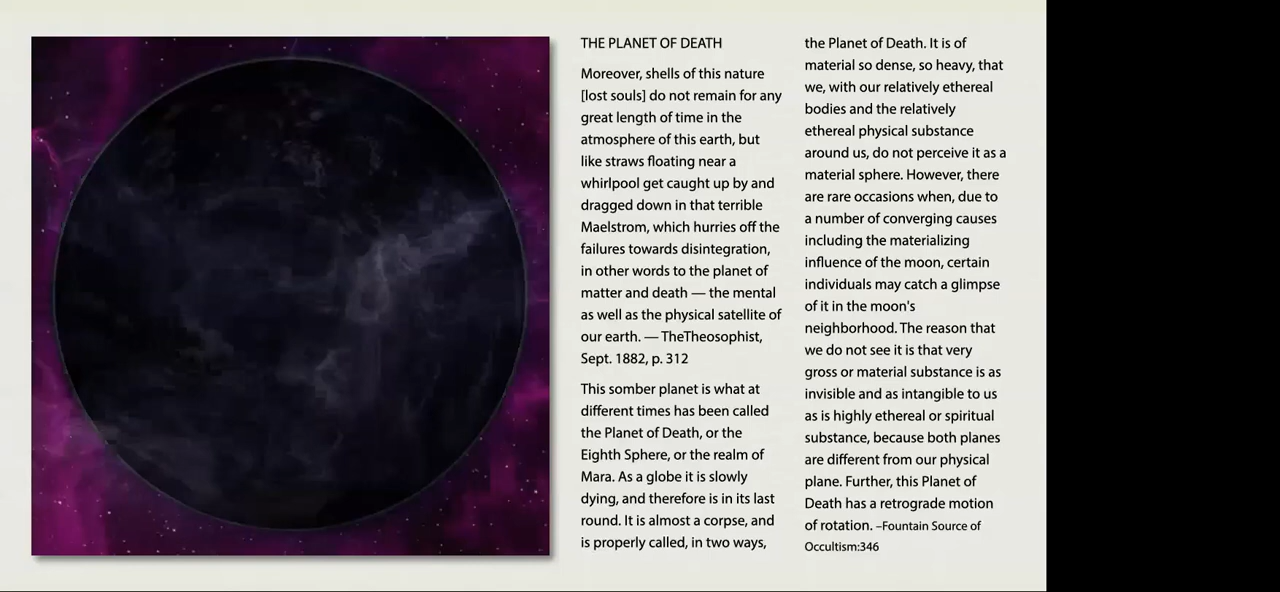 THE PLANET OF DEATH
Moreover, shells of this nature
[lost souls] do not remain for any
great length of time in the
atmosphere of this earth, but
like straws floating near a
whirlpool get caught up by and
dragged down in that terrible
Maelstrom, which hurries off the
failures towards disintegration,
in other words to the planet of
matter and death — the mental
as well as the physical satellite of
our earth. — TheTheosophist,
Sept. 1882, p. 312
This somber planet is what at
different times has been called
the Planet of Death, or the
Eighth Sphere, or the realm of
Mara. As a globe it is slowly
dying, and therefore is in its last
round. It is almost a corpse, and
is properly called, in two ways,
the Planet of Death. It is of
material so dense, so heavy, that
we, with our relatively ethereal
bodies and the relatively
ethereal physical substance
around us, do not perceive it as a
material sphere. However, there
are rare occasions when, due to
a number of converging causes
including the materializing
influence of the moon, certain
individuals may catch a glimpse
of it in the moon's
neighborhood. The reason that
we do not see it is that very
gross or material substance is as
invisible and as intangible to us
as is highly ethereal or spiritual
substance, because both planes
are different from our physical
plane. Further, this Planet of
Death has a retrograde motion
of rotation. –Fountain Source of
Occultism:346